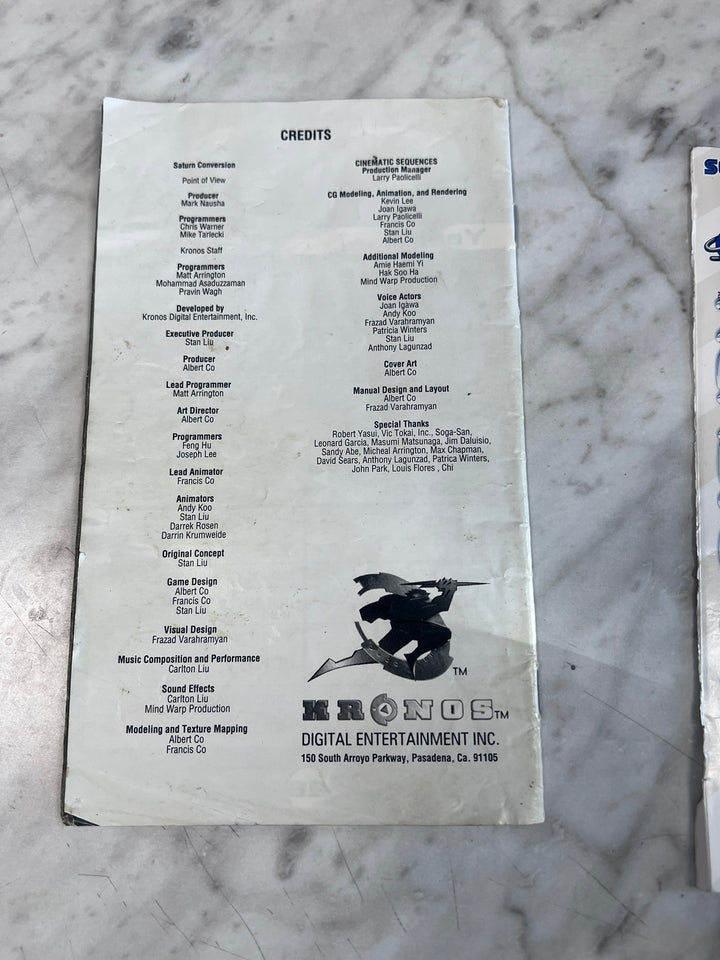 CREDITS
Saturn Conversion
Point of View
Producer
Mark Nausha
Programmers
Chris Warner
Mike Tarlecki
Kronos Staff
Programmers
Matt Arrington
Mohammad Asaduzzaman
Pravin Wagh
Developed by
Kronos Digital Entertainment, Inc.
Executive Producer
Stan Liu
Producer
Albert Co
Lead Programmer
Matt Arrington
Art Director
Albert Co
Programmers
Feng Hu
Joseph Lee
Lead Animator
Francis Co
Animators
Andy Koo
Stan Liu
Darrek Rosen
Darrin Krumweide
Original Concept
Stan Liu
Game Design
Albert Co
Francis Co
Stan Liu
Visual Design
Frazad Varahramyan
Music Composition and Performance
Carlton Liu
Sound Effects
Carlton Liu
Mind Warp Production
Modeling and Texture Mapping
Albert Co
Francis Co
CINEMATIC SEQUENCES
Production Manager
Larry Paolicelli
CG Modeling, Animation, and Rendering
Kevin Lee
Joan Igawa
Larry Paolicelli
Francis Co
Stan Liu
Albert Co
Additional Modeling
Amie Haemi Yi
Hak Soo Ha
Mind Warp Production
Voice Actors
Joan Igawa
Andy Koo
Frazad Varahramyan
Patricia Winters
Stan Liu
Anthony Lagunzad
Cover Art
Albert Co
Manual Design and Layout
Albert Co
Frazad Varahramyan
Special Thanks
Robert Yasui, Vic Tokai, Inc., Soga-San,
Leonard Garcia, Masumi Matsunaga, Jim Daluisio,
Sandy Abe, Micheal Arrington, Max Chapman,
David Sears, Anthony Lagunzad, Patrica Winters,
John Park, Louis Flores , Chi
TM
KRONOS TM
DIGITAL ENTERTAINMENT INC.
150 South Arroyo Parkway, Pasadena, Ca. 91105